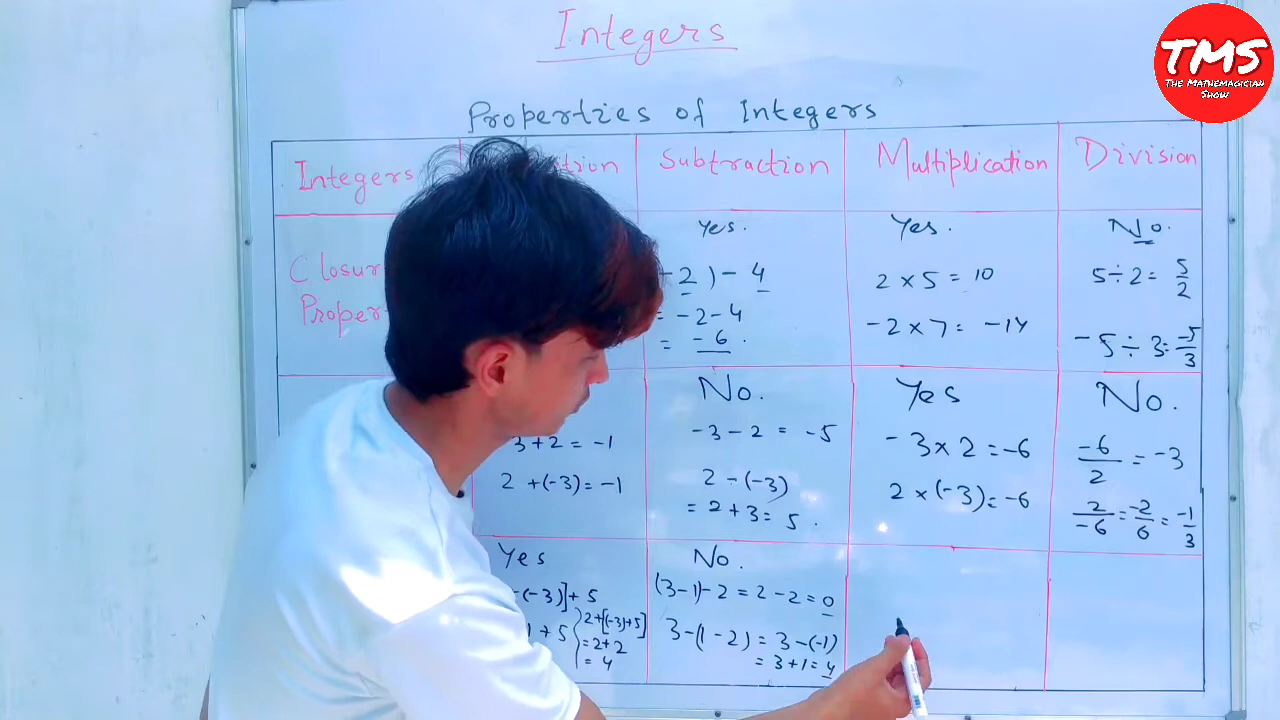 Integers
TMS
The Mathemagician
Show
Properties of Integers
Integers
Subtraction
Multiplication
Division
Yes.
2 ) - 4
= -2-4
= -6 .
Yes.
2 × 5 = 10
-2 × 7 = -14
No.
5÷2 = 5/2
-5 ÷ 3 = -5/3
3+2 = -1
2 +(-3) = -1
No.
-3-2 = -5
2 -(-3)
= 2+3 = 5 .
Yes
-3×2 = -6
2 ×(-3) = -6
No.
-6/2 = -3
2/-6 = -2/6 = -1/3
Yes
(-3)]+5
+5
2+[(-3)+5]
=2+2
= 4
No.
(3-1)-2 = 2-2 = 0
3-(1-2) = 3-(-1)
= 3+1 = 4